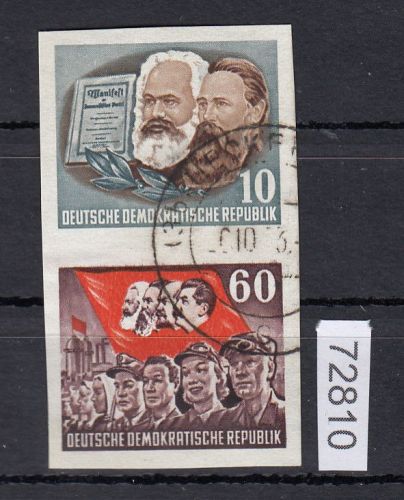 Manifest
10
DEUTSCHE DEMOKRATISCHE REPUBLIK
60
DEUTSCHE DEMOKRATISCHE REPUBLIK
72810